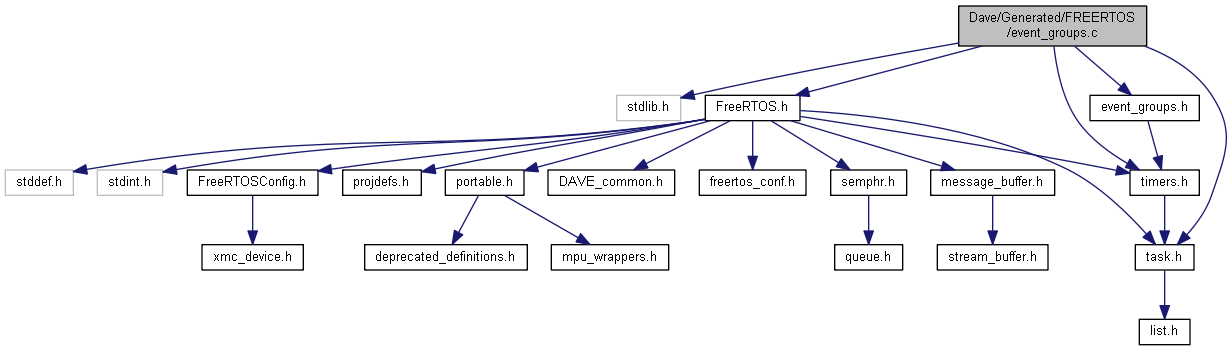 Dave/Generated/FREERTOS
/event_groups.c
stdlib.h
FreeRTOS.h
event_groups.h
stddef.h
stdint.h
FreeRTOSConfig.h
projdefs.h
portable.h
DAVE_common.h
freertos_conf.h
semphr.h
message_buffer.h
timers.h
xmc_device.h
deprecated_definitions.h
mpu_wrappers.h
queue.h
stream_buffer.h
task.h
list.h